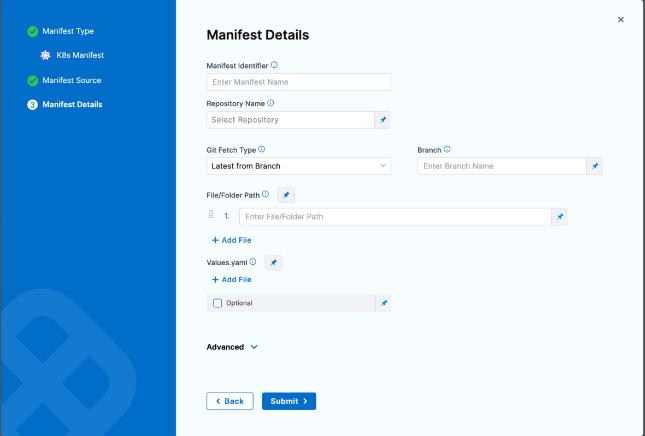 Manifest Type
K8s Manifest
Manifest Source
3 Manifest Details
Manifest Details
Manifest Identifier
Enter Manifest Name
Repository Name
Select Repository
Git Fetch Type
Branch
Latest from Branch
Enter Branch Name
File/Folder Path
1. Enter File/Folder Path
+ Add File
Values.yaml
+ Add File
Optional
Advanced
Back
Submit